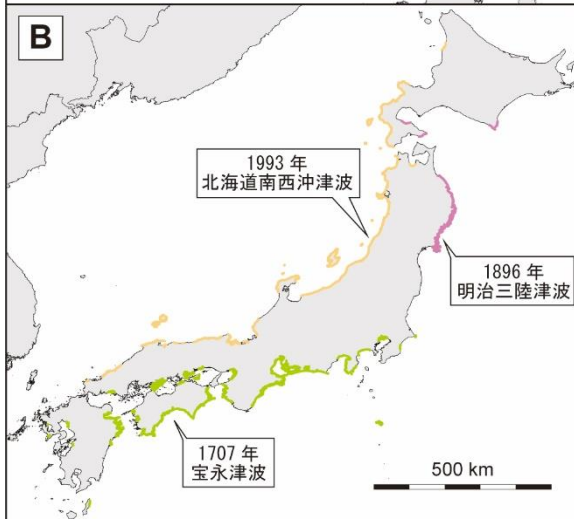 B
1993 年
北海道南西沖津波
1896 年
明治三陸津波
1707 年
宝永津波
500 km